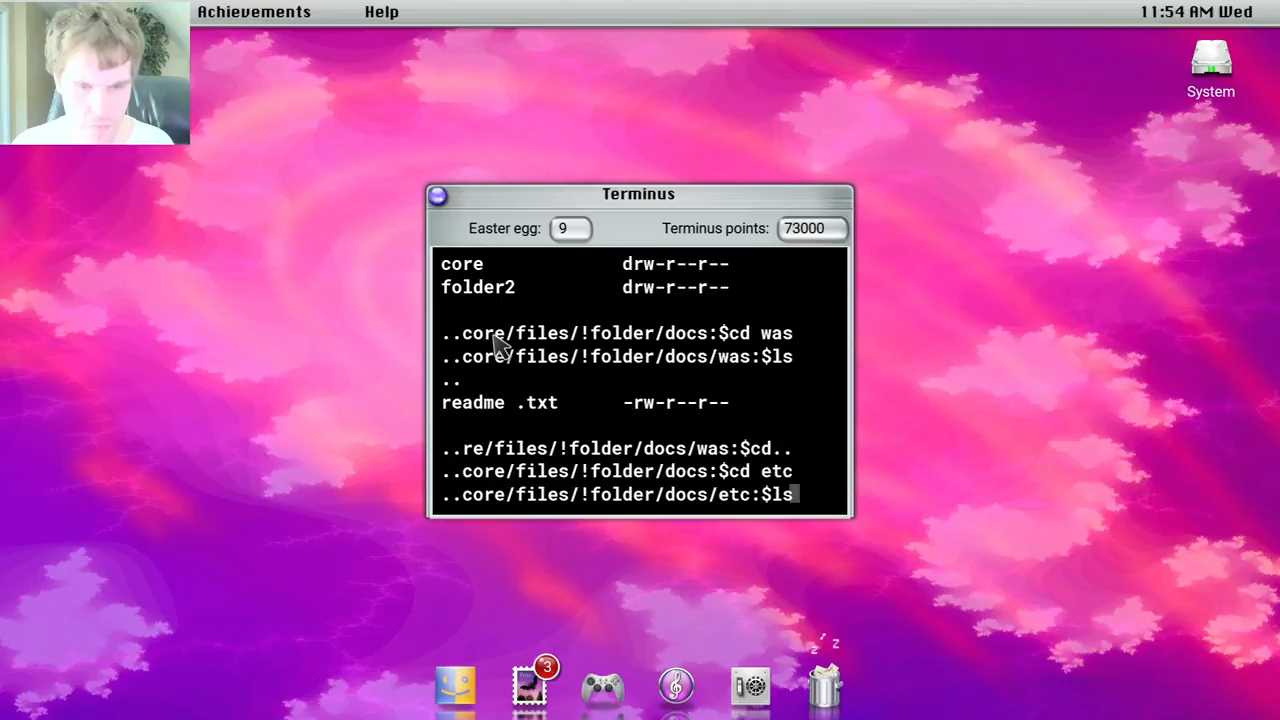 Achievements Help 11:54 AM Wed
System
Terminus
Easter egg: 9 Terminus points: 73000
core drw-r--r--
folder2 drw-r--r--
..core/files/!folder/docs:$cd was
..core/files/!folder/docs/was:$ls
..
readme .txt -rw-r--r--
..re/files/!folder/docs/was:$cd..
..core/files/!folder/docs:$cd etc
..core/files/!folder/docs/etc:$ls
z z z
3